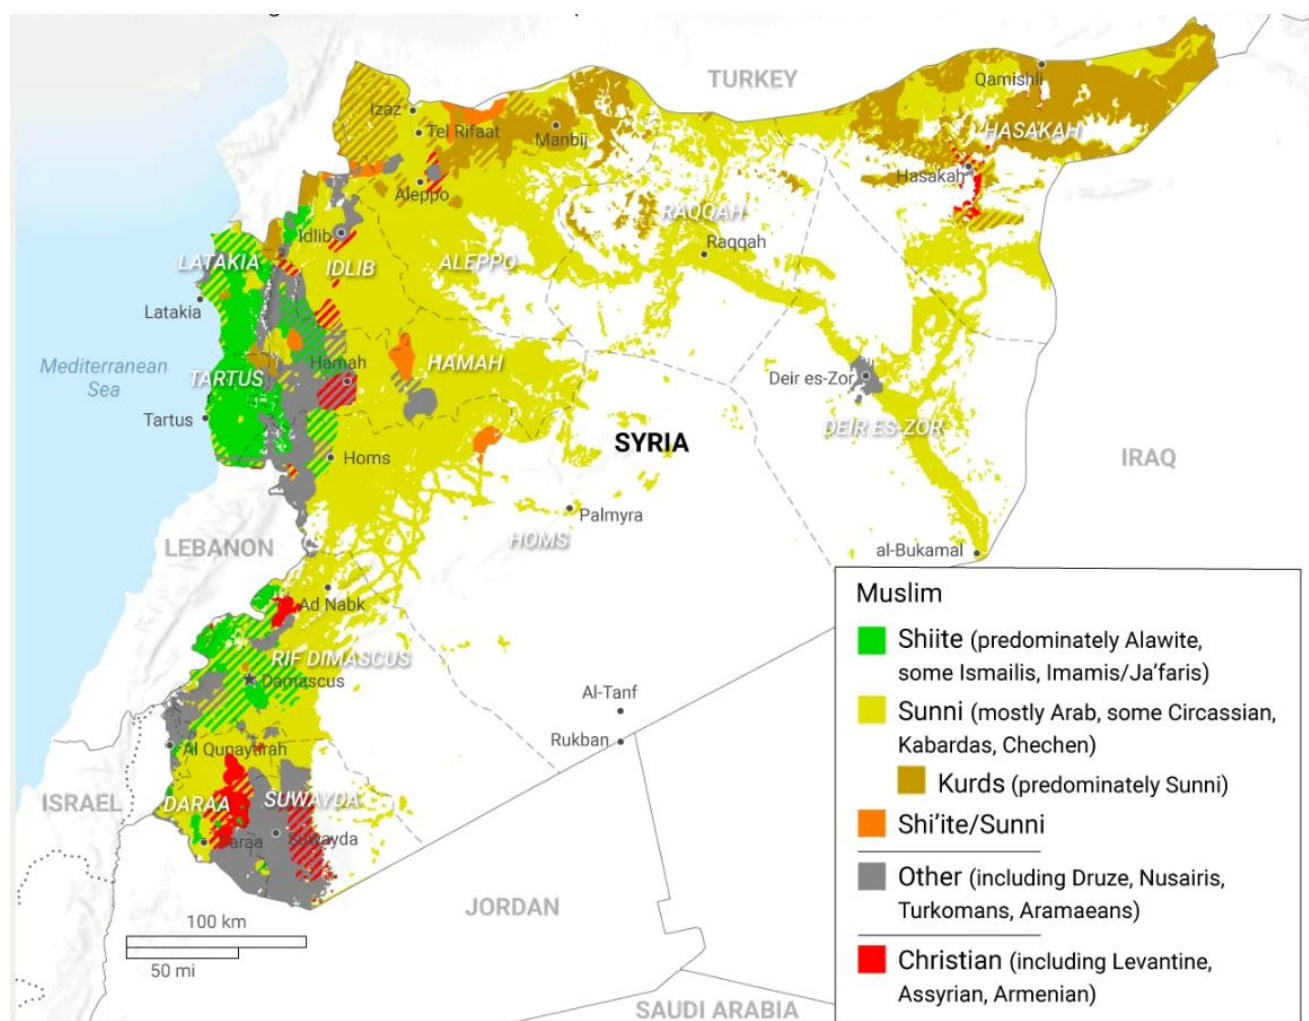 TURKEY
Qamishli
Izaz
Tel Rifaat
Manbij
HASAKAH
Hasakah
Aleppo
RAQQAH
Idlib
Raqqah
LATAKIA
IDLIB
ALEPPO
Latakia
Mediterranean
Sea
Hamah
HAMAH
TARTUS
Deir es-Zor
Tartus
DEIR ES-ZOR
SYRIA
Homs
IRAQ
Palmyra
HOMS
LEBANON
al-Bukamal
Ad Nabk
RIF DIMASCUS
Damascus
Al-Tanf
Rukban
Al Qunaytirah
ISRAEL
DARAA
SUWAYDA
Daraa
Suwayda
JORDAN
100 km
50 mi
SAUDI ARABIA
Muslim
Shiite (predominately Alawite,
some Ismailis, Imamis/Ja'faris)
Sunni (mostly Arab, some Circassian,
Kabardas, Chechen)
Kurds (predominately Sunni)
Shi'ite/Sunni
Other (including Druze, Nusairis,
Turkomans, Aramaeans)
Christian (including Levantine,
Assyrian, Armenian)